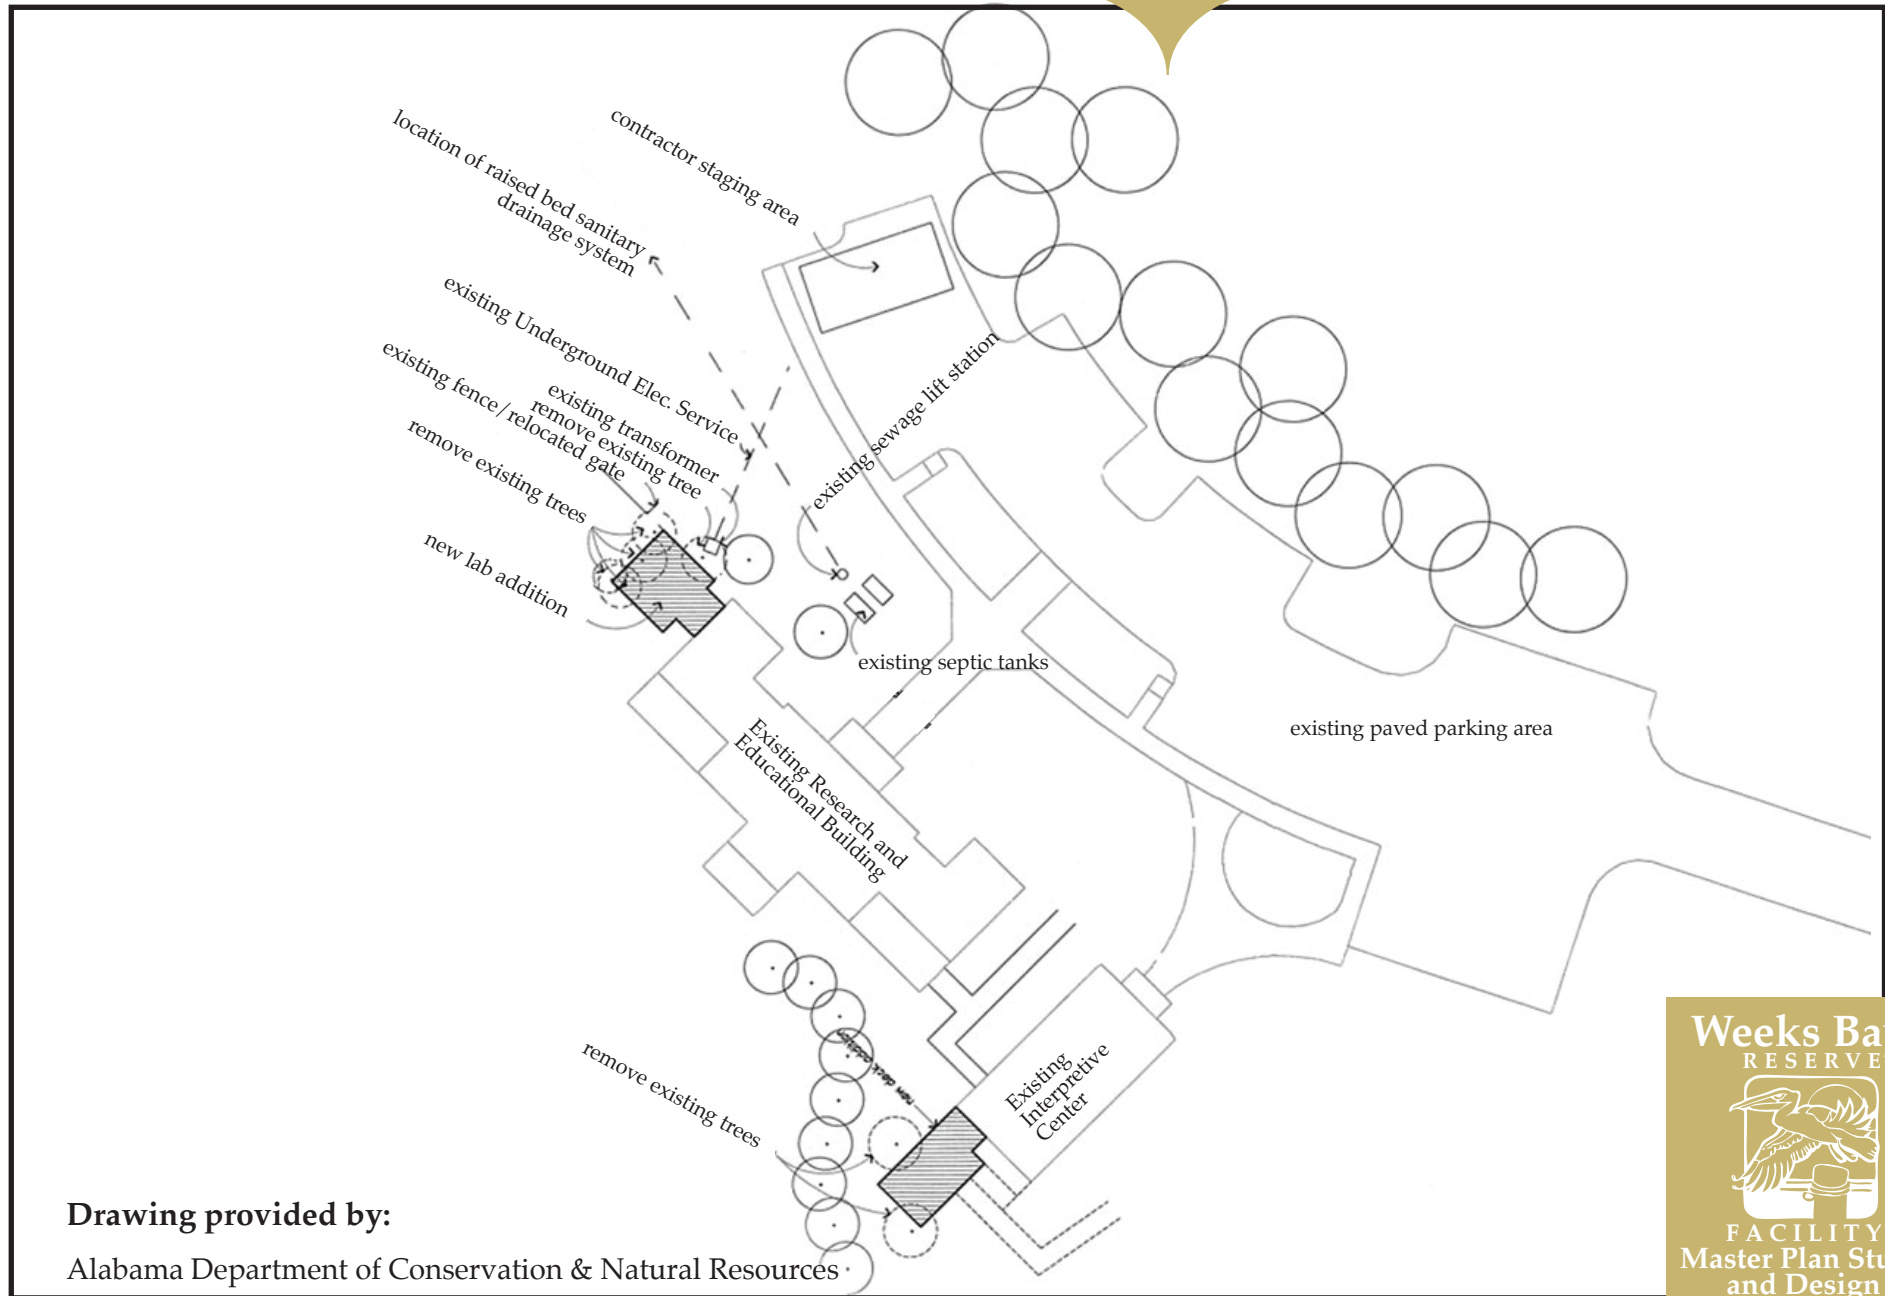 contractor staging area
location of raised bed sanitary
drainage system
existing Underground Elec. Service
existing sewage lift station
existing fence/relocated gate
existing transformer
remove existing tree
remove existing trees
new lab addition
existing septic tanks
existing paved parking area
Existing Research and
Educational Building
new deck addition
Existing
Interpretive
Center
remove existing trees
Drawing provided by:
Alabama Department of Conservation & Natural Resources
Weeks Ba
RESERVE
FACILITY
Master Plan Stu
and Design